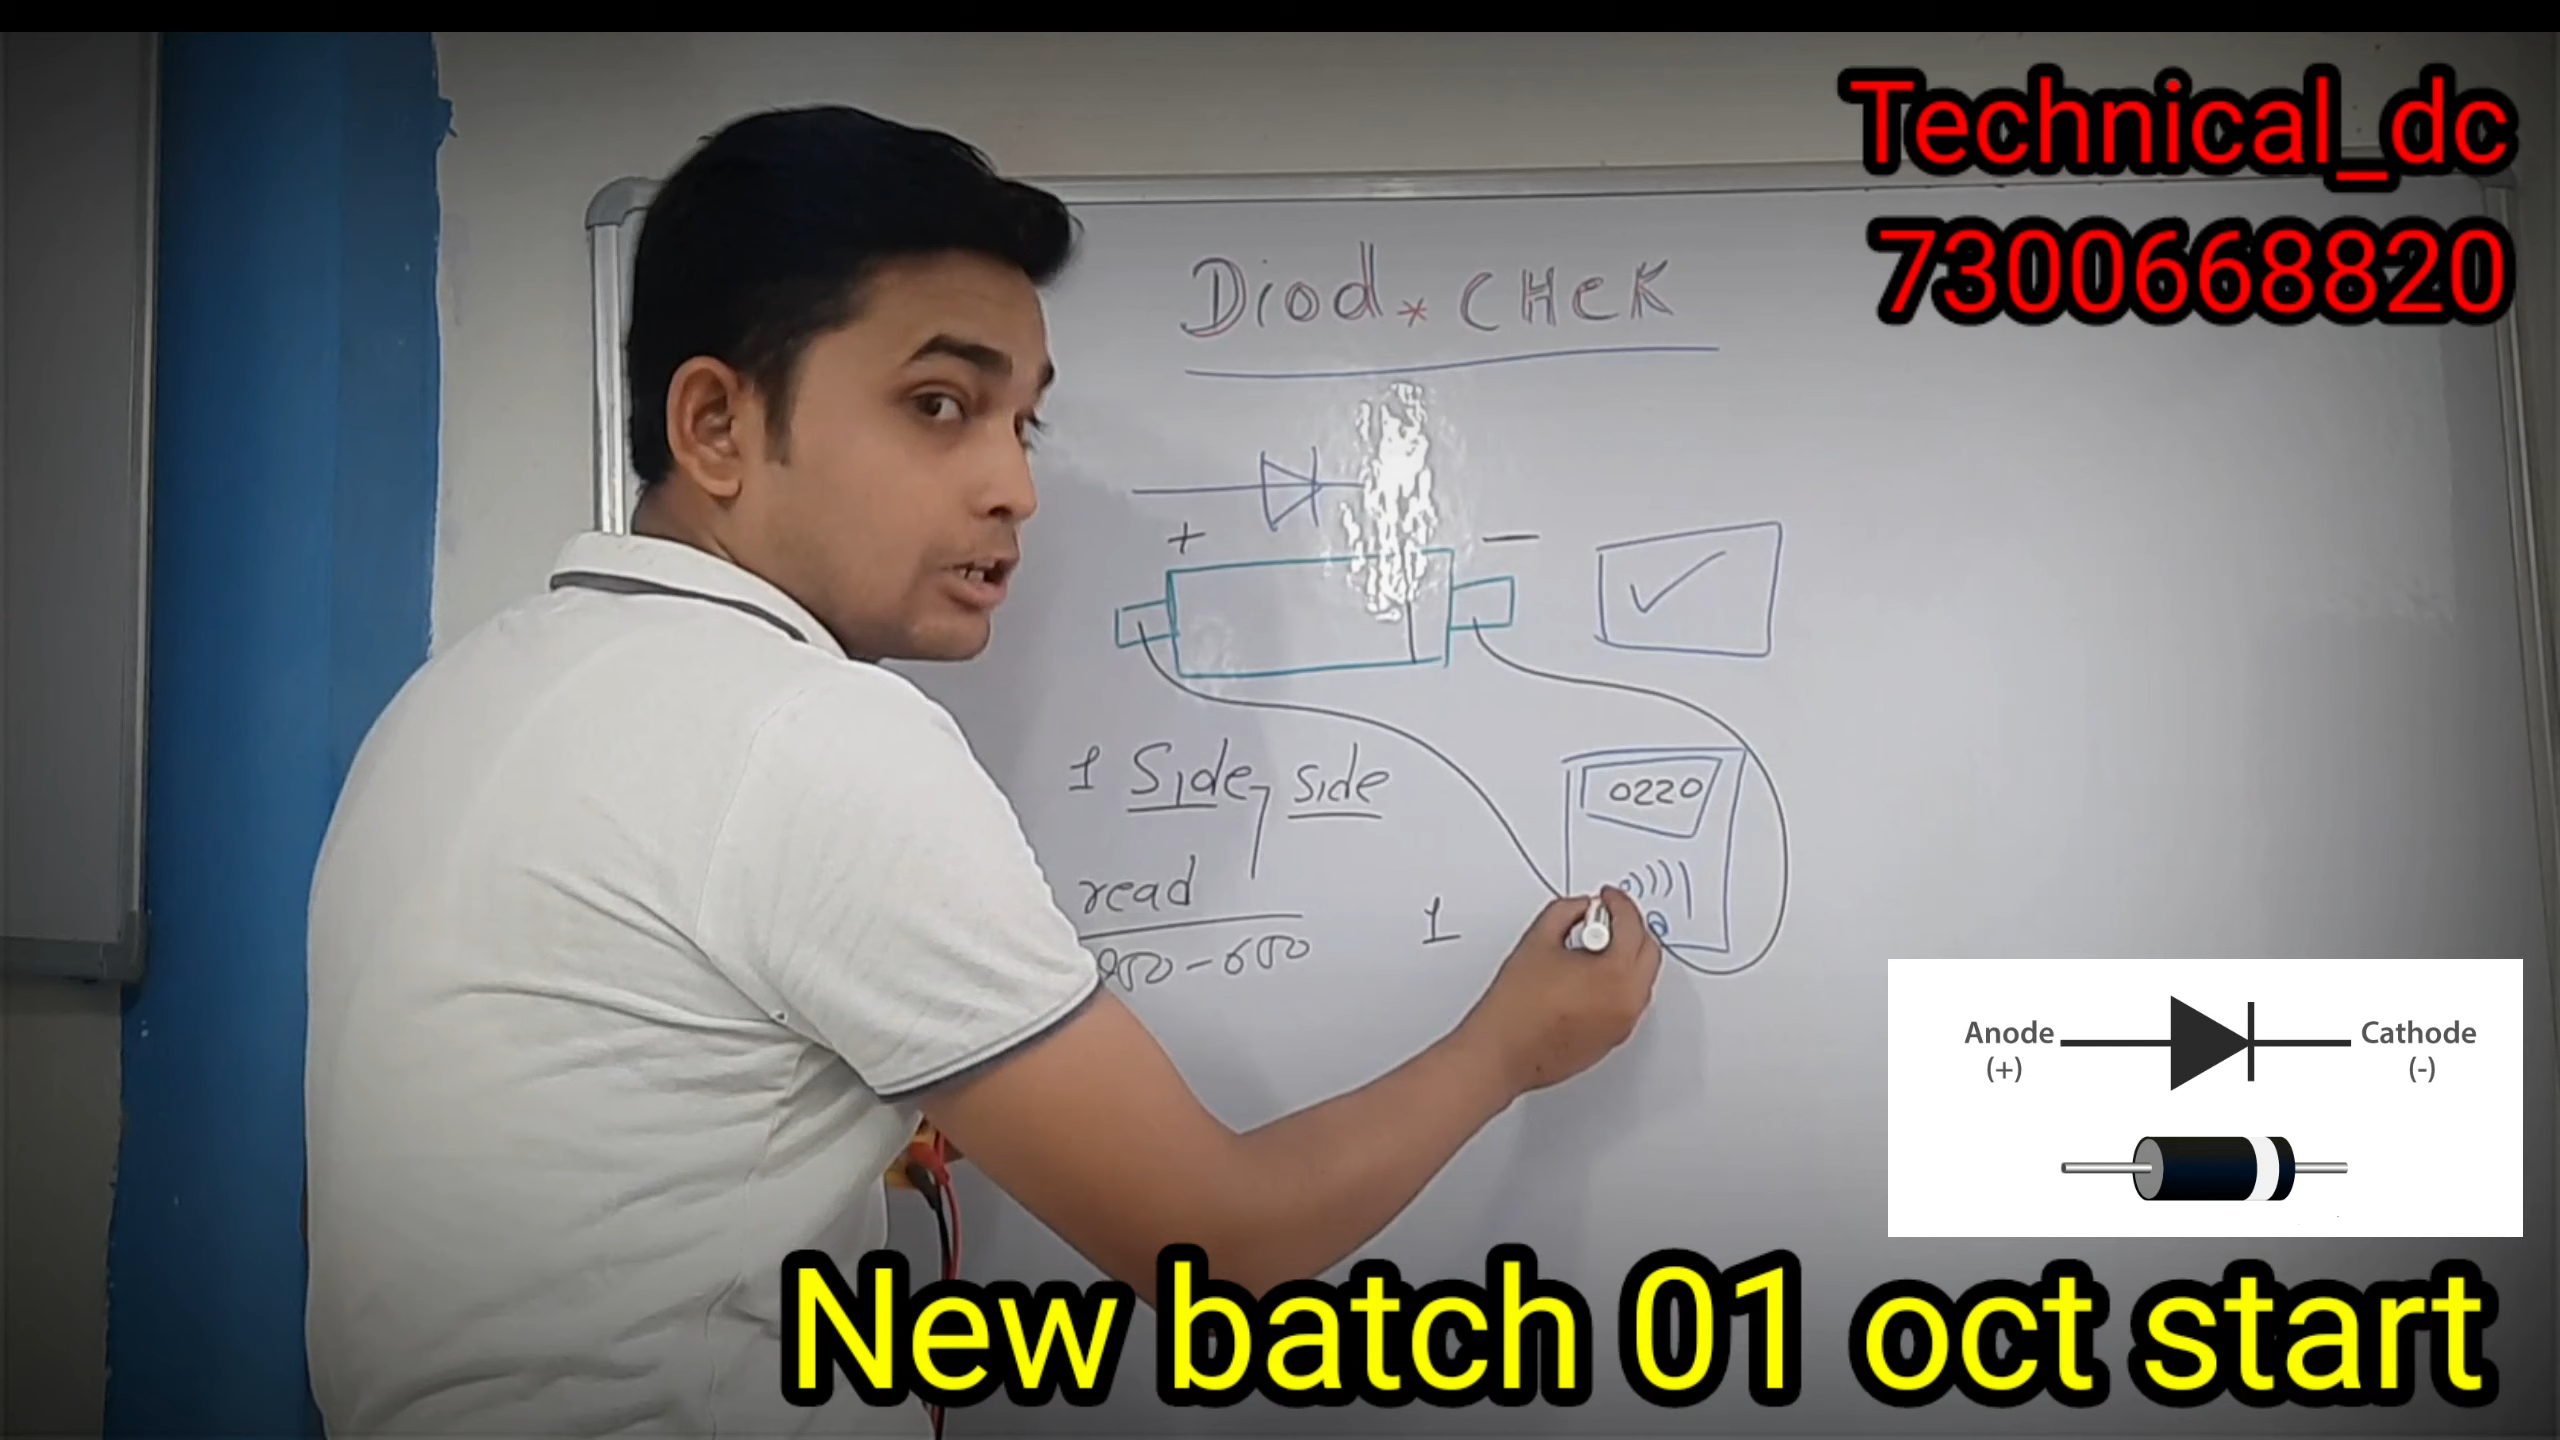 Technical_dc
7300668820
Diod * CHeK
+
−
1 Side, side
0220
read
1
Anode
(+)
Cathode
(-)
New batch 01 oct start